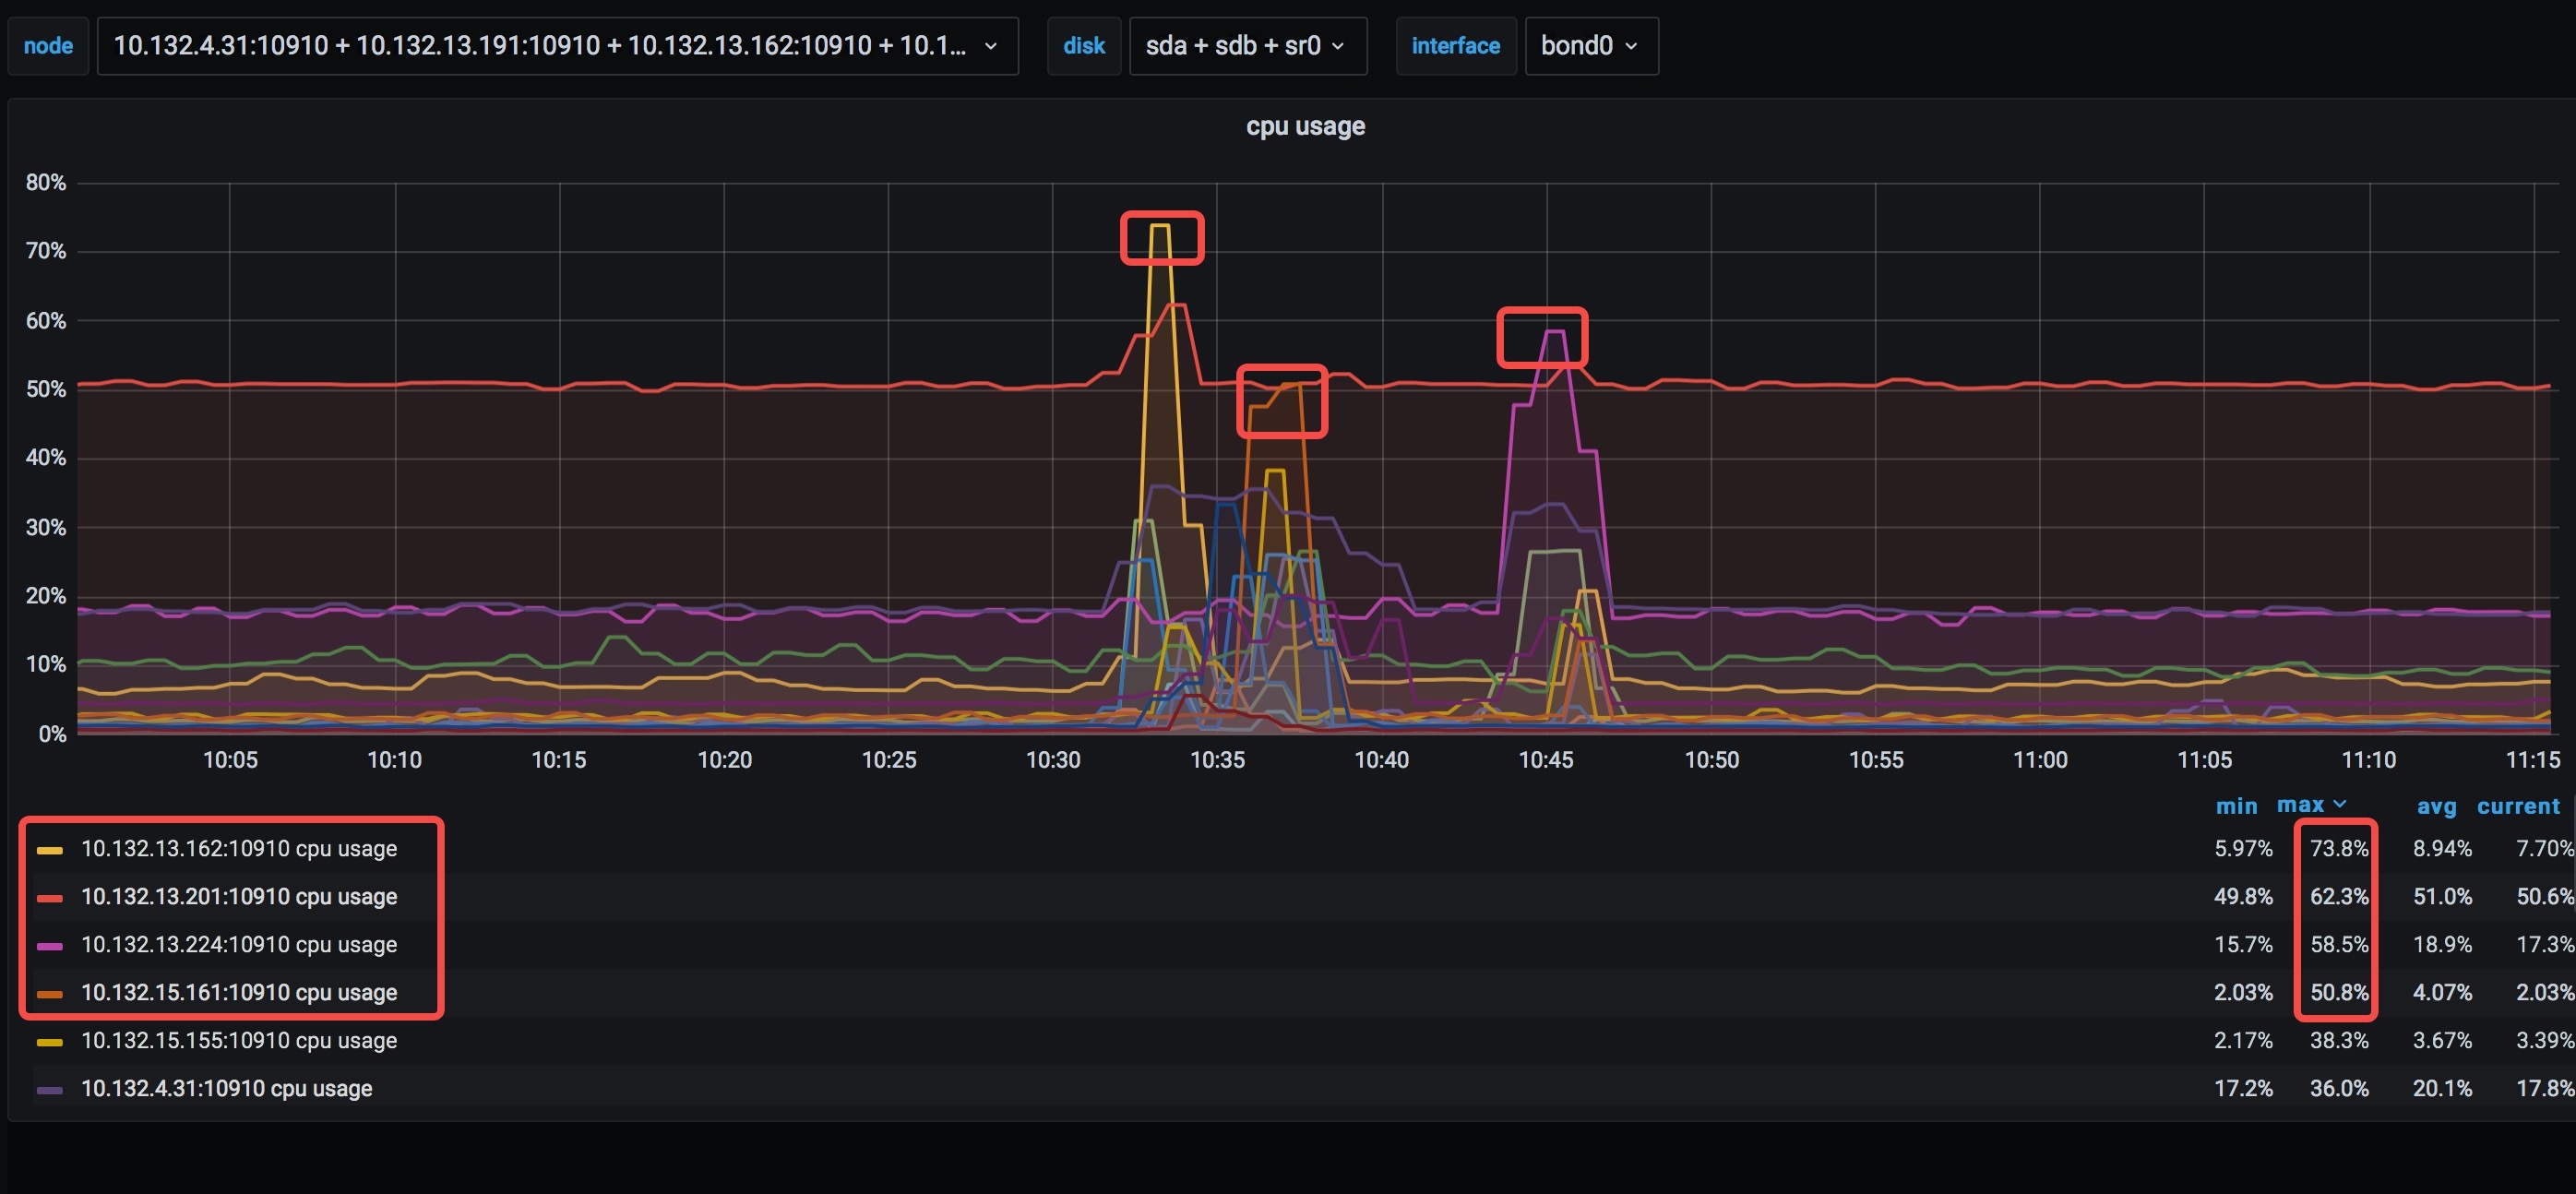 node 10.132.4.31:10910 + 10.132.13.191:10910 + 10.132.13.162:10910 + 10.1... disk sda + sdb + sr0 interface bond0
cpu usage
80%
70%
60%
50%
40%
30%
20%
10%
0%
10:05 10:10 10:15 10:20 10:25 10:30 10:35 10:40 10:45 10:50 10:55 11:00 11:05 11:10 11:15
min max avg current
10.132.13.162:10910 cpu usage 5.97% 73.8% 8.94% 7.70%
10.132.13.201:10910 cpu usage 49.8% 62.3% 51.0% 50.6%
10.132.13.224:10910 cpu usage 15.7% 58.5% 18.9% 17.3%
10.132.15.161:10910 cpu usage 2.03% 50.8% 4.07% 2.03%
10.132.15.155:10910 cpu usage 2.17% 38.3% 3.67% 3.39%
10.132.4.31:10910 cpu usage 17.2% 36.0% 20.1% 17.8%